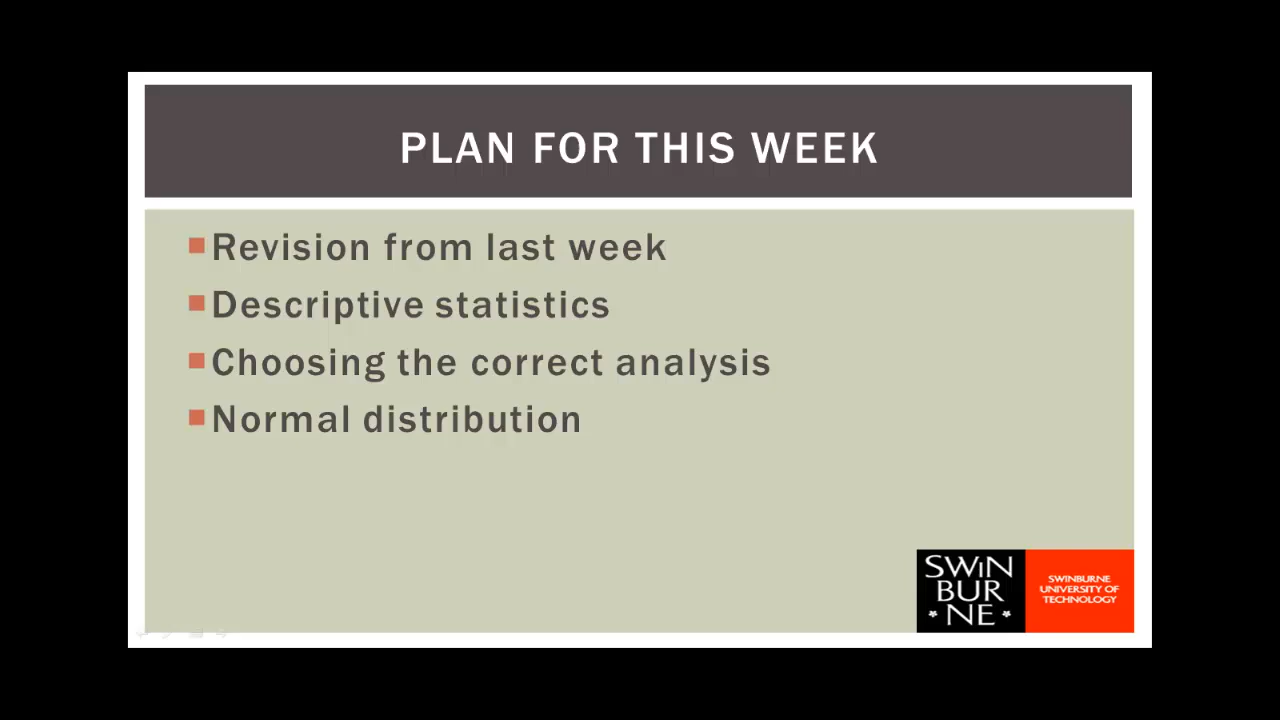 PLAN FOR THIS WEEK
Revision from last week
Descriptive statistics
Choosing the correct analysis
Normal distribution
SWiN
BUR
* NE *
SWINBURNE
UNIVERSITY OF
TECHNOLOGY